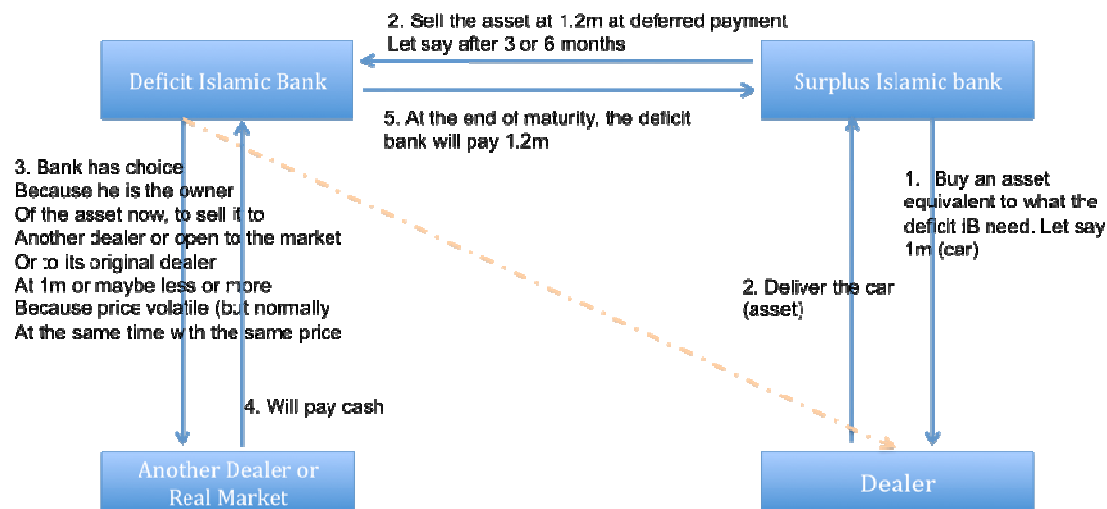 2. Sell the asset at 1.2m at deferred payment
Let say after 3 or 6 months
Deficit Islamic Bank
Surplus Islamic bank
5. At the end of maturity, the deficit
bank will pay 1.2m
3. Bank has choice
Because he is the owner
Of the asset now, to sell it to
Another dealer or open to the market
Or to its original dealer
At 1m or maybe less or more
Because price volatile (but normally
At the same time with the same price
1. Buy an asset
equivalent to what the
deficit IB need. Let say
1m (car)
2. Deliver the car
(asset)
4. Will pay cash
Another Dealer or
Real Market
Dealer